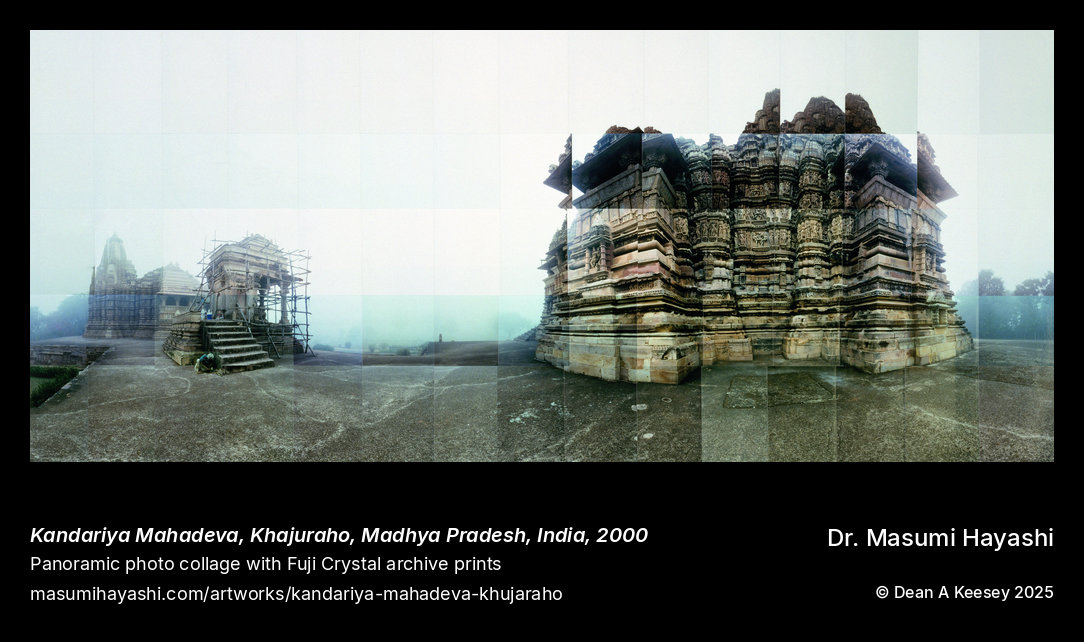 Kandariya Mahadeva, Khajuraho, Madhya Pradesh, India, 2000
Panoramic photo collage with Fuji Crystal archive prints
masumihayashi.com/artworks/kandariya-mahadeva-khujaraho
Dr. Masumi Hayashi
© Dean A Keesey 2025